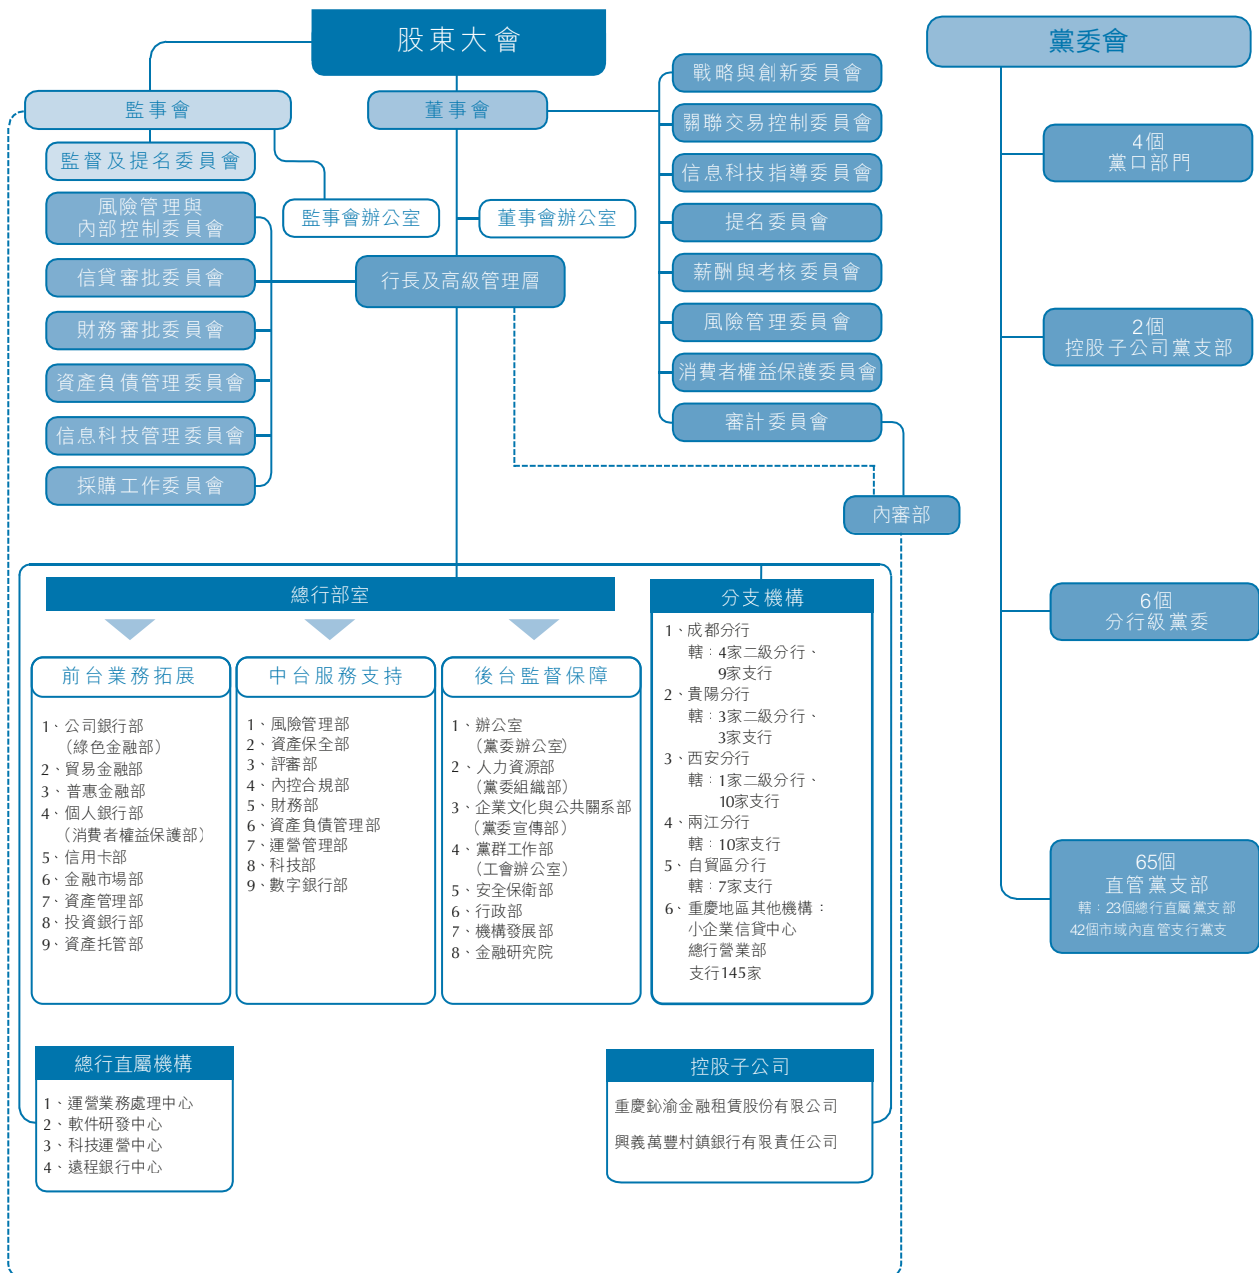 股東大會
監事會
監督及提名委員會
監事會辦公室
董事會
董事會辦公室
戰略與創新委員會
關聯交易控制委員會
信息科技指導委員會
提名委員會
薪酬與考核委員會
風險管理委員會
消費者權益保護委員會
審計委員會
內審部
行長及高級管理層
風險管理與
內部控制委員會
信貸審批委員會
財務審批委員會
資產負債管理委員會
信息科技管理委員會
採購工作委員會
黨委會
4個
黨口部門
2個
控股子公司黨支部
6個
分行級黨委
65個
直管黨支部
轄：23個總行直屬黨支部
42個市域內直管支行黨支
總行部室
前台業務拓展
1、公司銀行部
（綠色金融部）
2、貿易金融部
3、普惠金融部
4、個人銀行部
（消費者權益保護部）
5、信用卡部
6、金融市場部
7、資產管理部
8、投資銀行部
9、資產托管部
中台服務支持
1、風險管理部
2、資產保全部
3、評審部
4、內控合規部
5、財務部
6、資產負債管理部
7、運營管理部
8、科技部
9、數字銀行部
後台監督保障
1、辦公室
（黨委辦公室）
2、人力資源部
（黨委組織部）
3、企業文化與公共關系部
（黨委宣傳部）
4、黨群工作部
（工會辦公室）
5、安全保衛部
6、行政部
7、機構發展部
8、金融研究院
分支機構
1、成都分行
轄：4家二級分行、
9家支行
2、貴陽分行
轄：3家二級分行、
3家支行
3、西安分行
轄：1家二級分行、
10家支行
4、兩江分行
轄：10家支行
5、自貿區分行
轄：7家支行
6、重慶地區其他機構：
小企業信貸中心
總行營業部
支行145家
總行直屬機構
1、運營業務處理中心
2、軟件研發中心
3、科技運營中心
4、遠程銀行中心
控股子公司
重慶鈊渝金融租賃股份有限公司
興義萬豐村鎮銀行有限責任公司